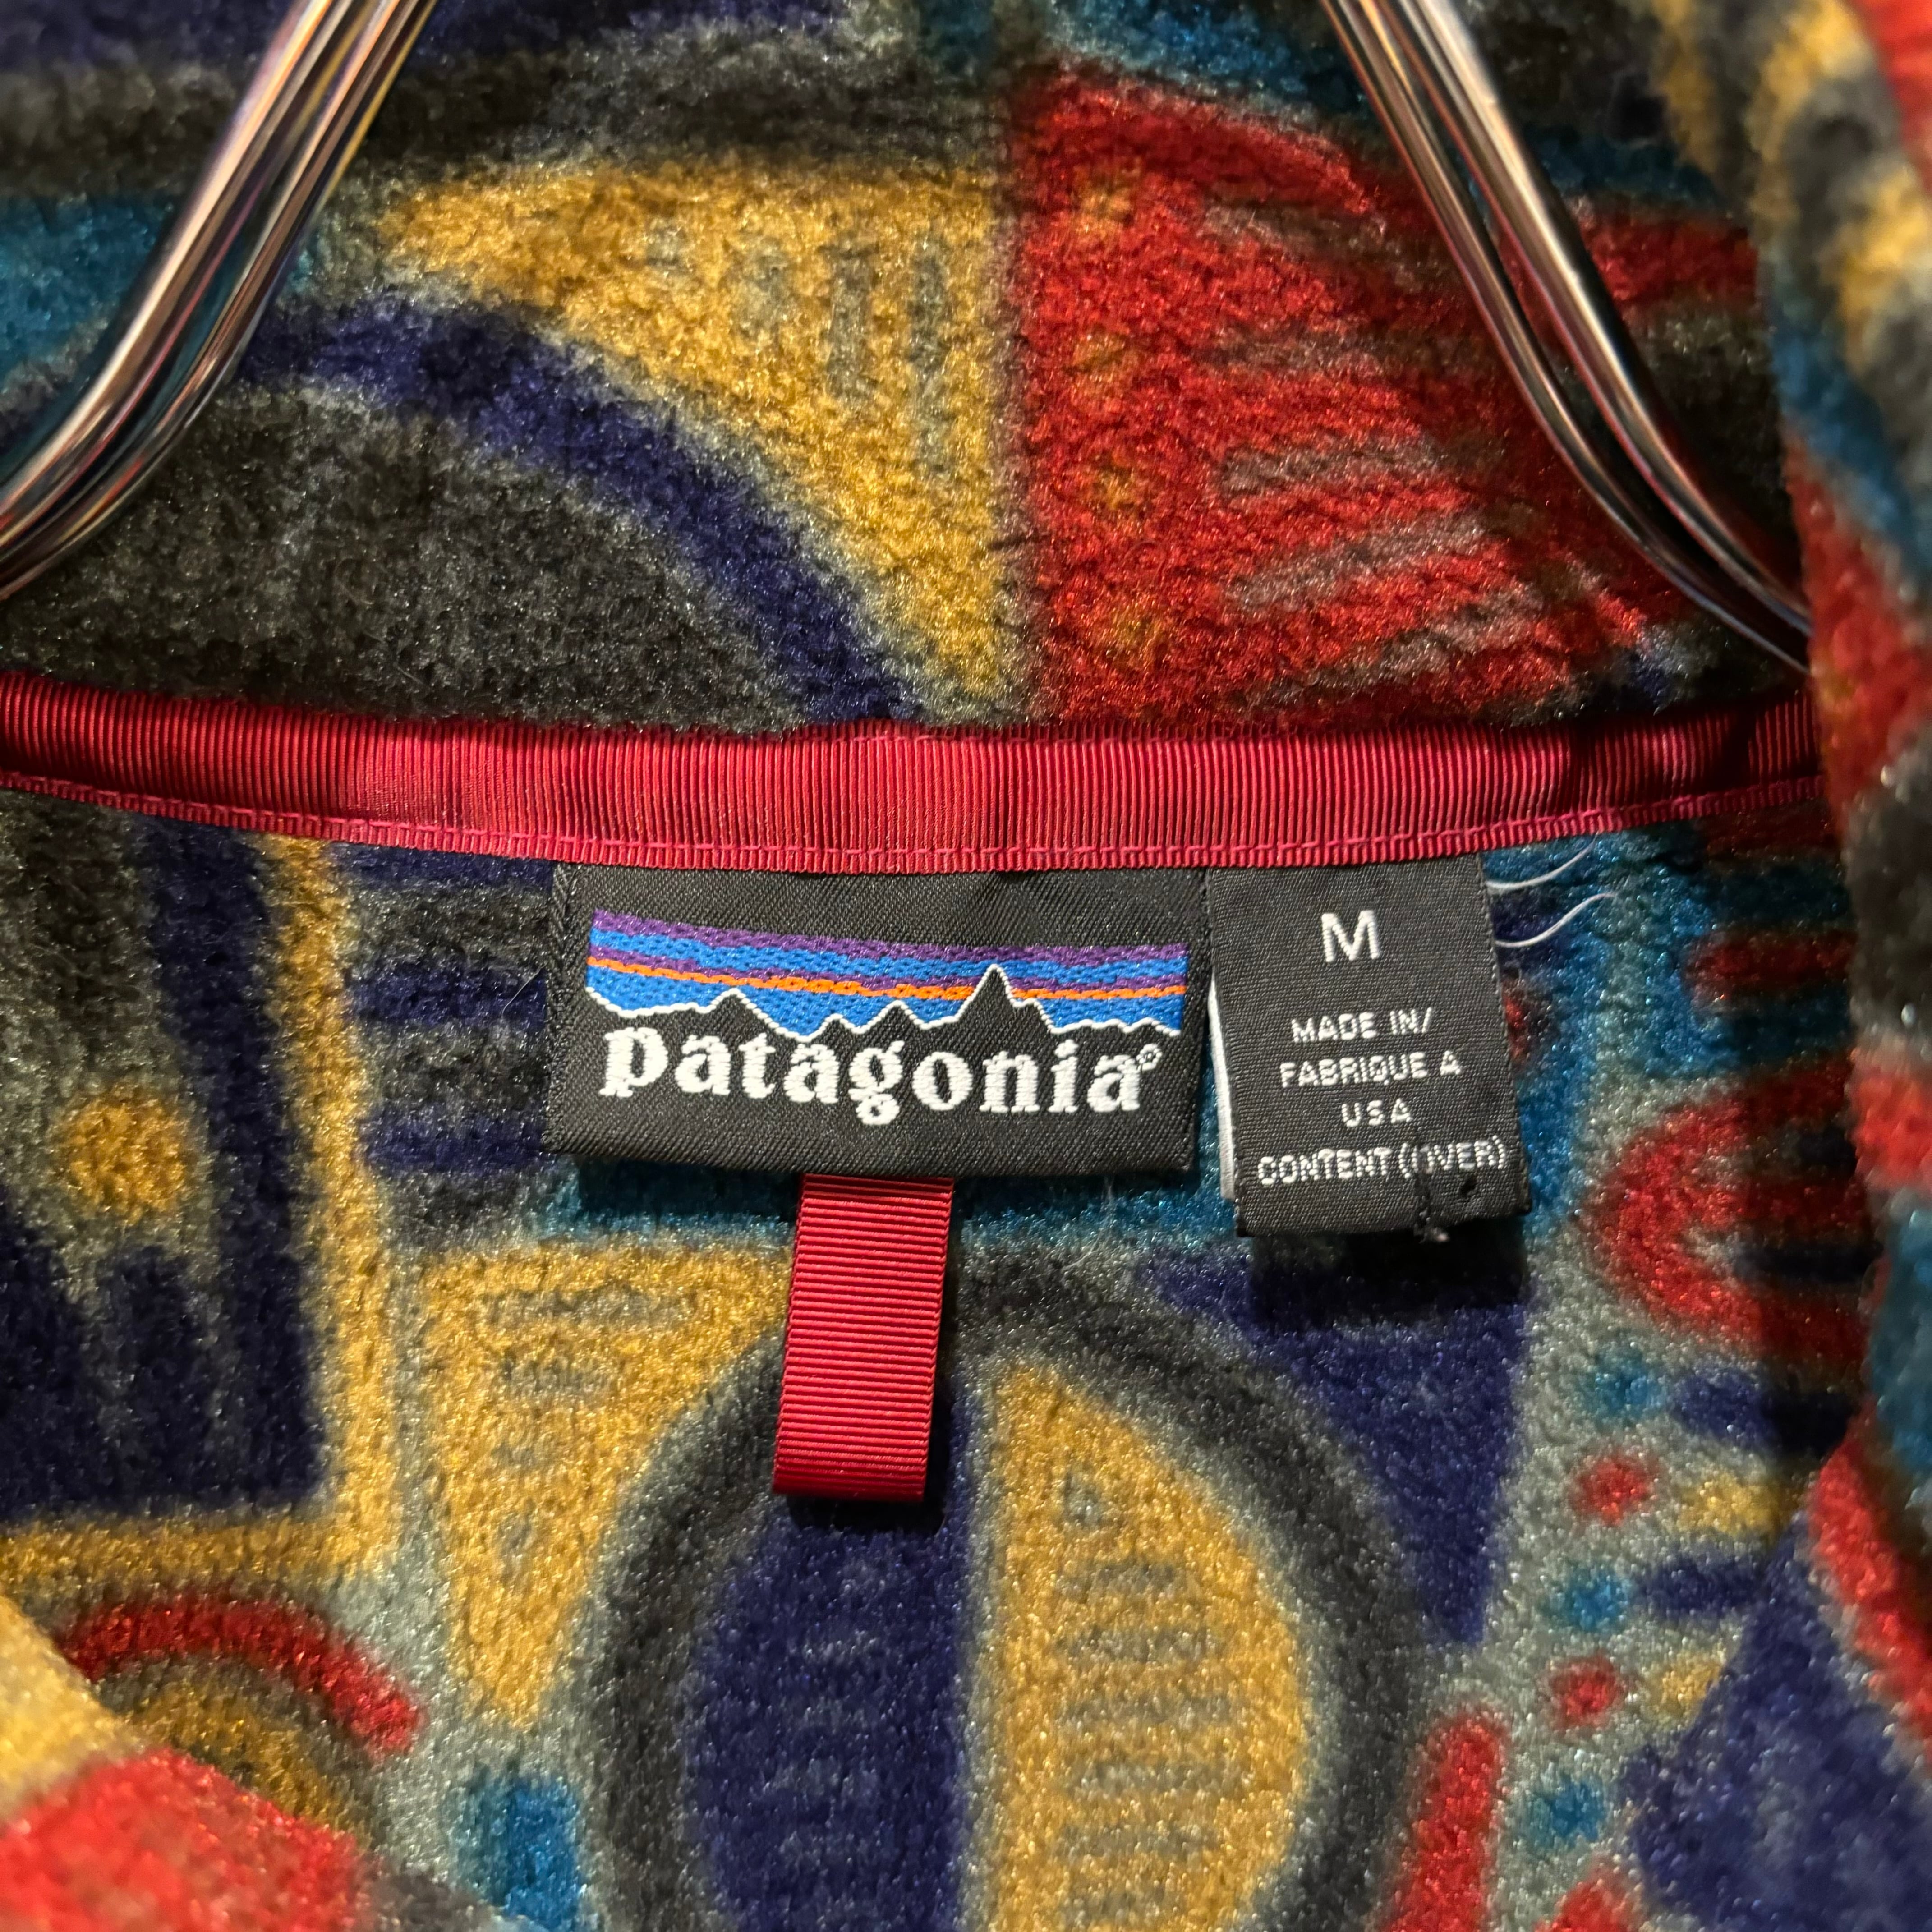 patagonia®
M
MADE IN/
FABRIQUE A
USA
CONTENT (OVER)